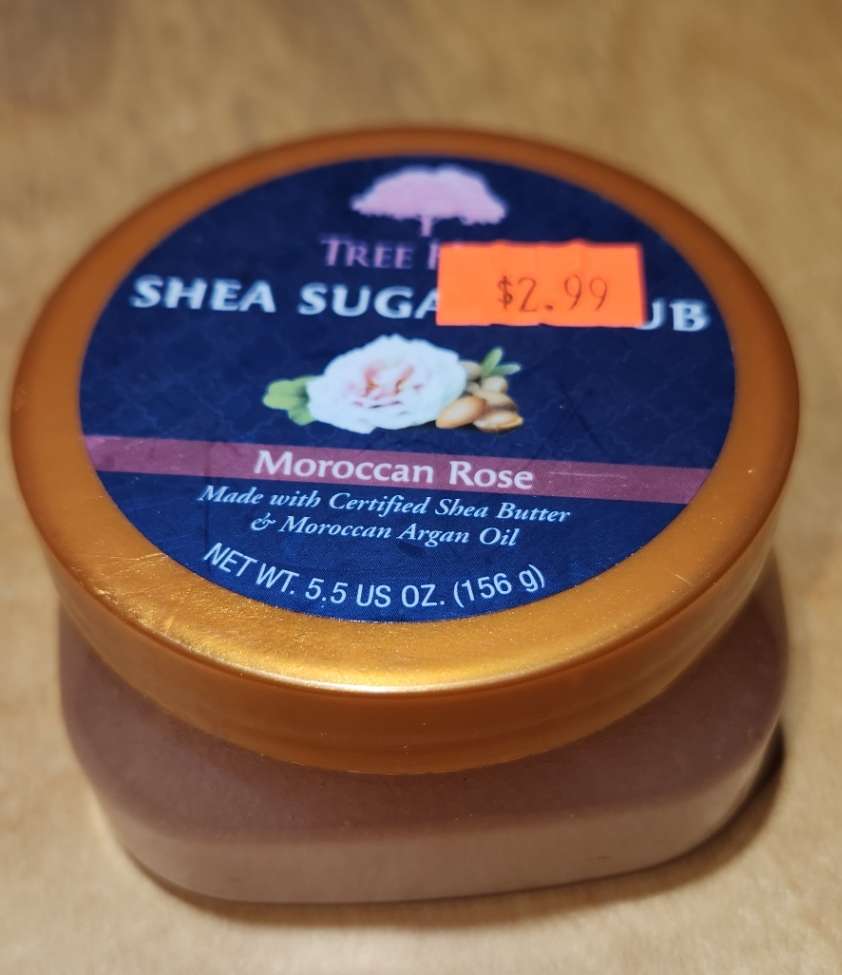 TREE
SHEA SUGA UB
$2.99
Moroccan Rose
Made with Certified Shea Butter
& Moroccan Argan Oil
NET WT. 5.5 US OZ. (156 g)